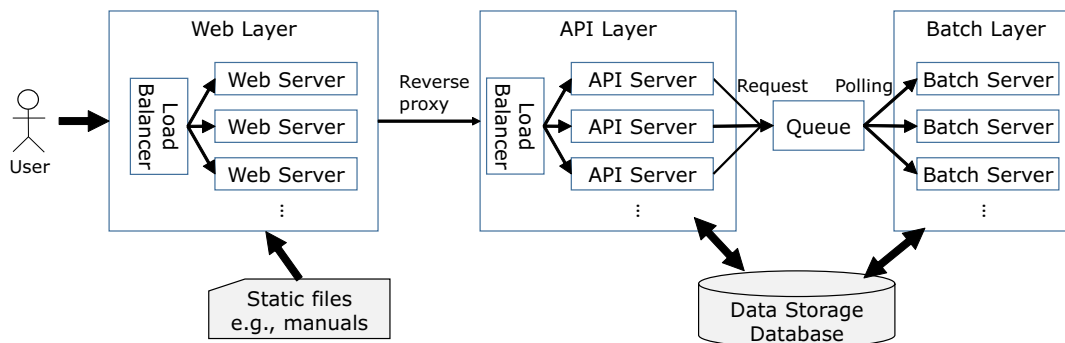 Web Layer
API Layer
Batch Layer
Load
Balancer
Web Server
Web Server
Web Server
...
Reverse
proxy
Load
Balancer
API Server
API Server
API Server
...
Request
Queue
Polling
Batch Server
Batch Server
Batch Server
...
User
Static files
e.g., manuals
Data Storage
Database